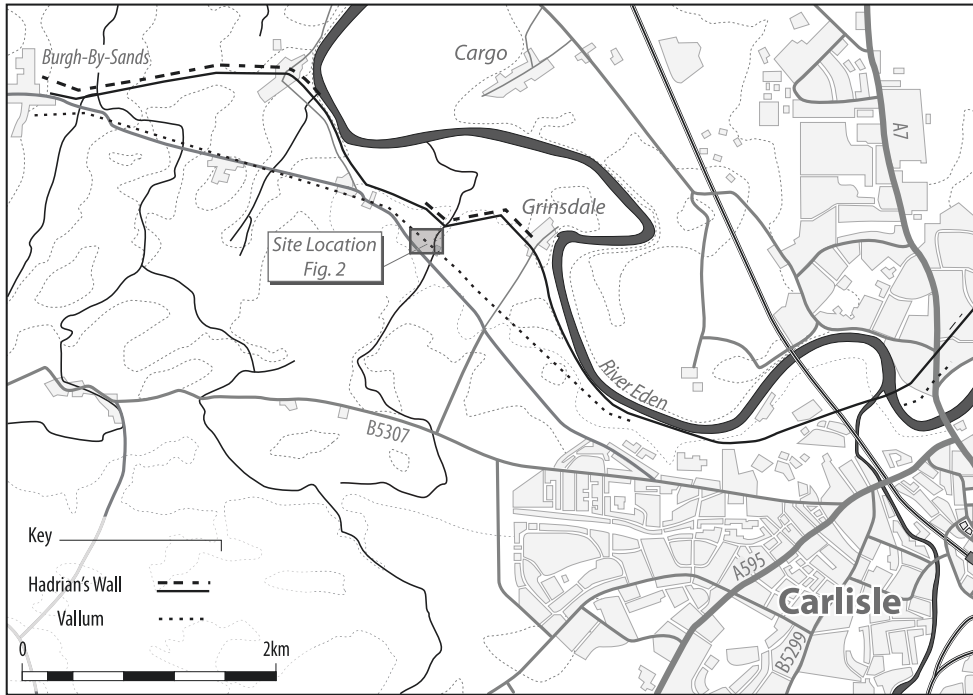 Burgh-By-Sands
Cargo
A7
Grinsdale
Site Location
Fig. 2
River Eden
B5307
Key
Hadrian's Wall
Vallum
0
2km
A595
Carlisle
B5299